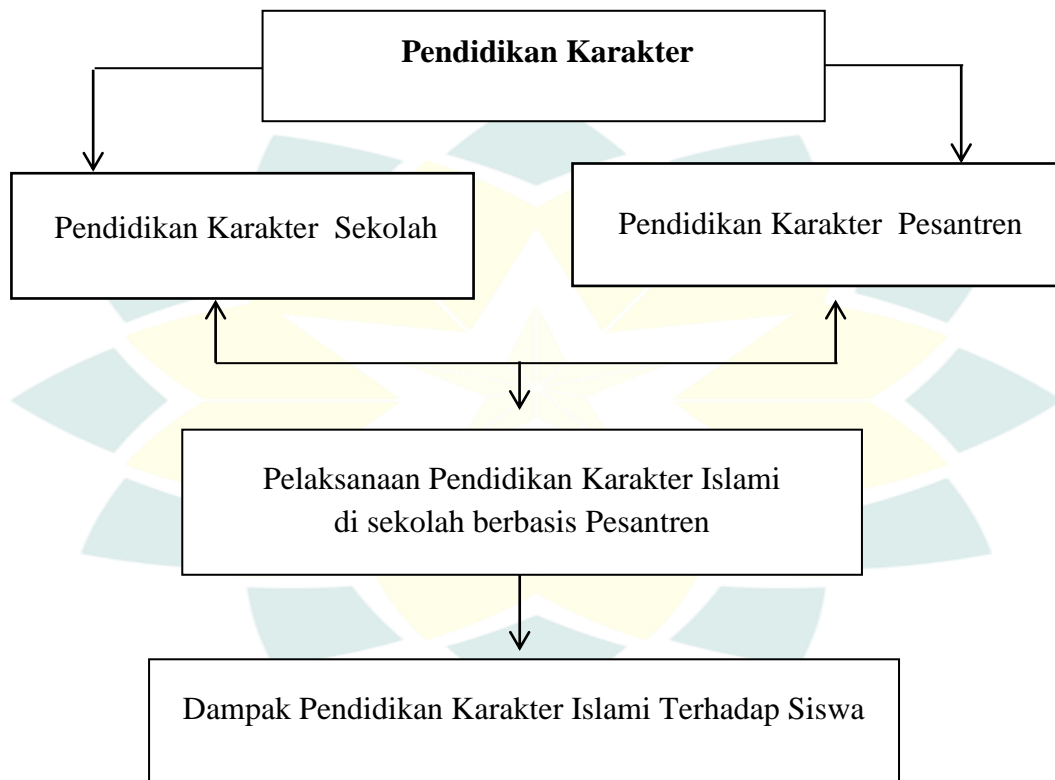 Pendidikan Karakter
Pendidikan Karakter Sekolah
Pendidikan Karakter Pesantren
Pelaksanaan Pendidikan Karakter Islami
di sekolah berbasis Pesantren
Dampak Pendidikan Karakter Islami Terhadap Siswa